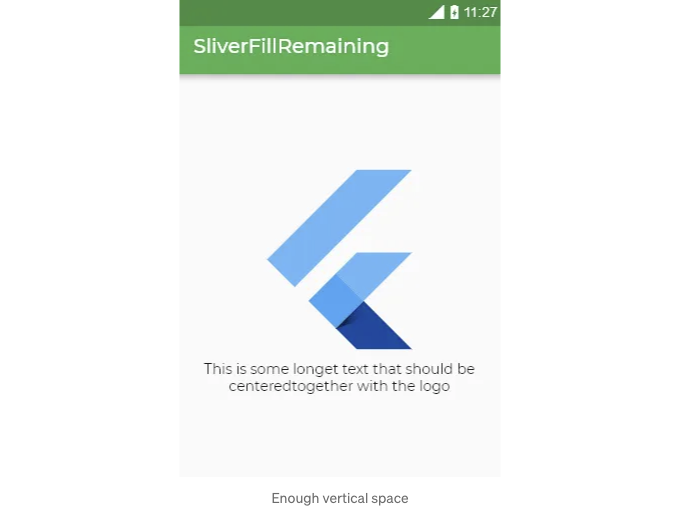 11:27
SliverFillRemaining
This is some longet text that should be
centeredtogether with the logo
Enough vertical space